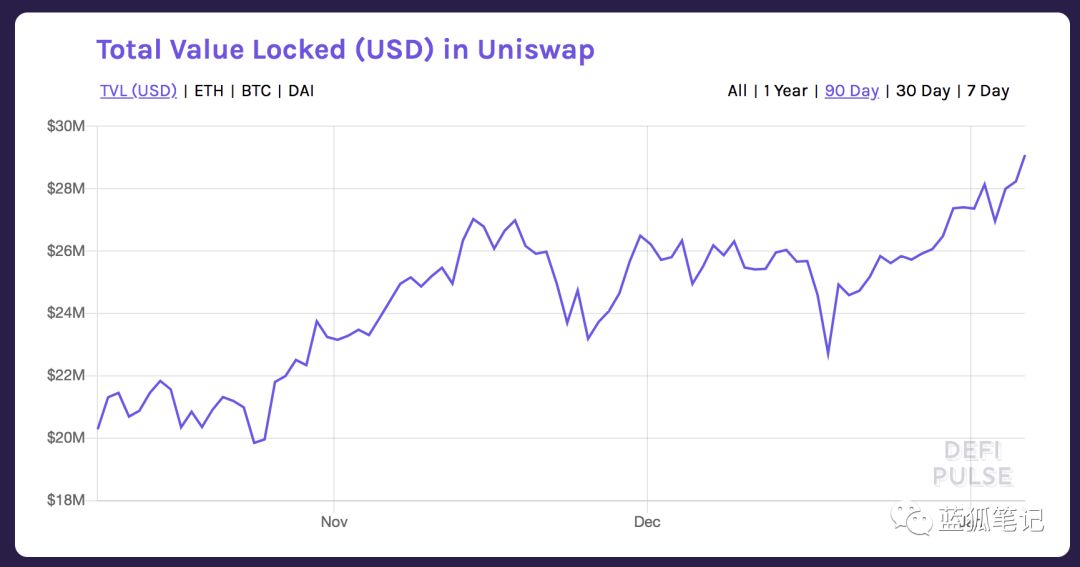 Total Value Locked (USD) in Uniswap
TVL (USD) | ETH | BTC | DAI
All | 1 Year | 90 Day | 30 Day | 7 Day
$30M
$28M
$26M
$24M
$22M
$20M
$18M
DEFI
PULSE
Nov
Dec
Jan
蓝狐笔记